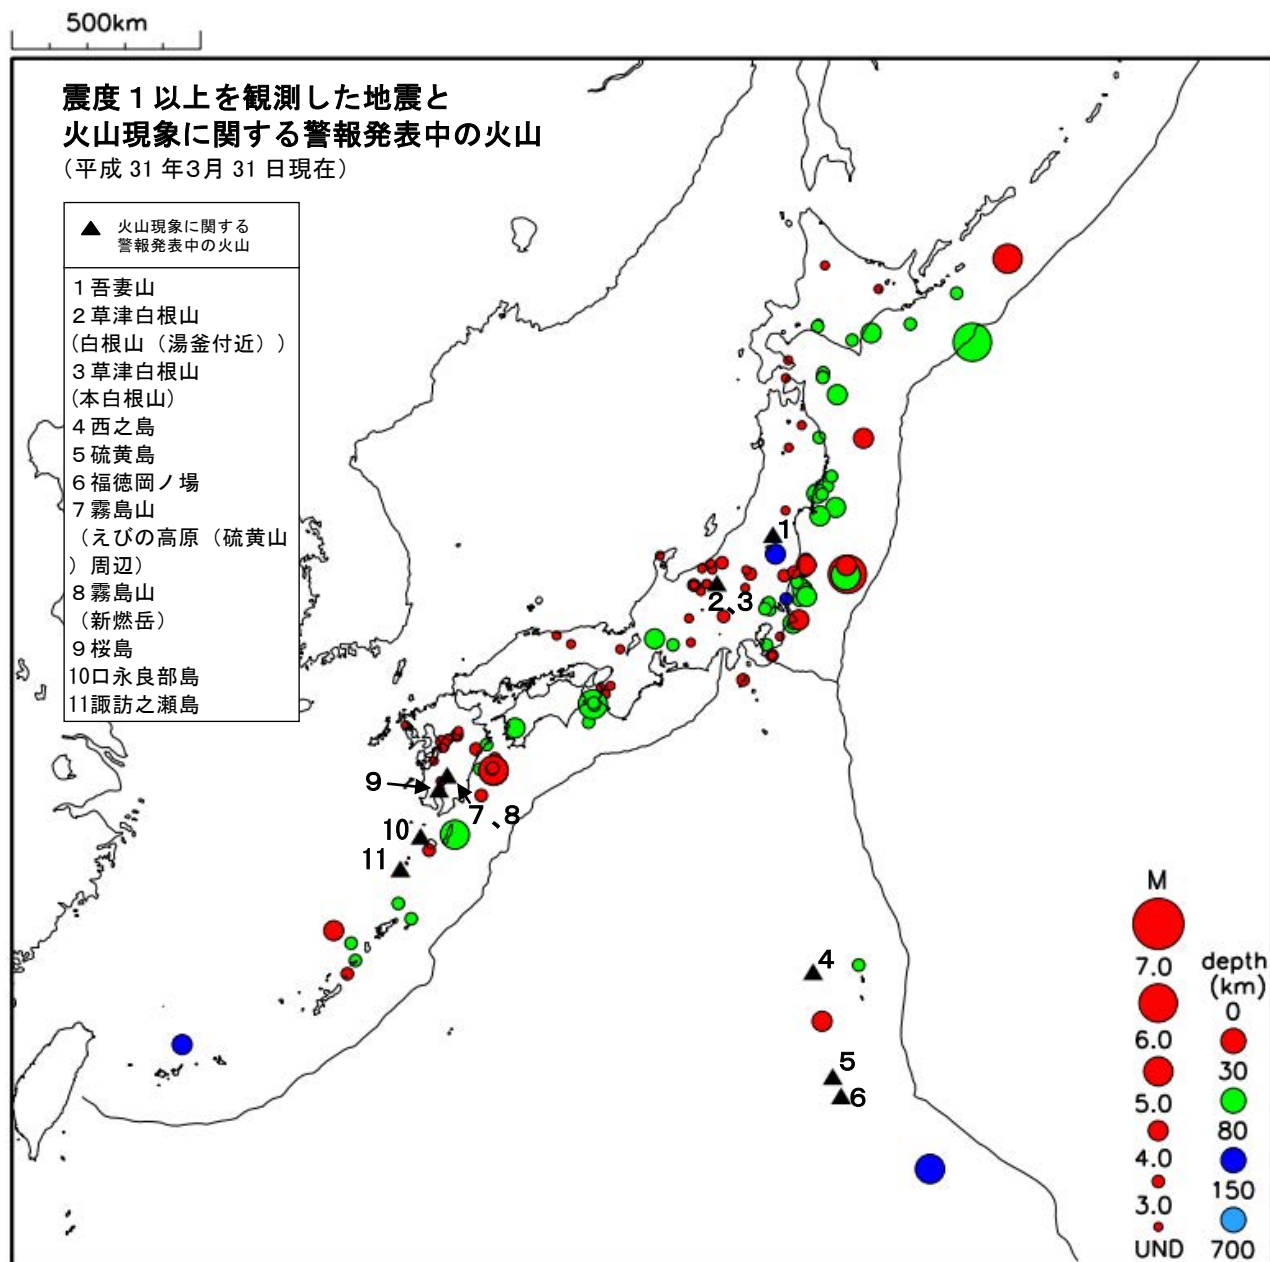 500km
震度1以上を観測した地震と
火山現象に関する警報発表中の火山
（平成31年3月31日現在）
▲ 火山現象に関する
警報発表中の火山
1吾妻山
2草津白根山
(白根山（湯釜付近））
3草津白根山
(本白根山)
4西之島
5硫黄島
6福徳岡ノ場
7霧島山
（えびの高原（硫黄山
）周辺）
8霧島山
（新燃岳）
9桜島
10口永良部島
11諏訪之瀬島
1
2、3
9
7、8
10
11
4
5
6
M
7.0
6.0
5.0
4.0
3.0
UND
depth
(km)
0
30
80
150
700